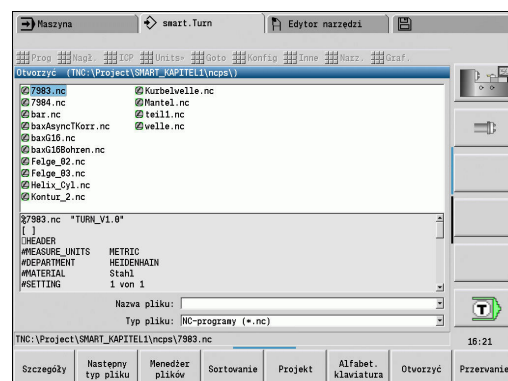 Maszyna
smart.Turn
Edytor narzędzi
Prog Nagł. ICP Units» Goto Konfig Inne Narz. Graf.
Otworzyć (TNC:\Project\SMART_KAPITEL1\ncps\)
7983.nc
7984.nc
bar.nc
baxAsyncTKorr.nc
baxG16.nc
baxG16Bohren.nc
Felge_02.nc
Felge_03.nc
Helix_Cyl.nc
Kontur_2.nc
Kurbelwelle.nc
Mantel.nc
teil1.nc
welle.nc
%7983.nc "TURN_V1.0"
[ ]
HEADER
#MEASURE_UNITS METRIC
#DEPARTMENT HEIDENHAIN
#MATERIAL Stahl
#SETTING 1 von 1
Nazwa pliku:
Typ pliku: NC-programy (*.nc)
TNC:\Project\SMART_KAPITEL1\ncps\7983.nc
T
16:21
Szczegóły
Następny typ pliku
Menedżer plików
Sortowanie
Projekt
Alfabet. klawiatura
Otworzyć
Przerwanie